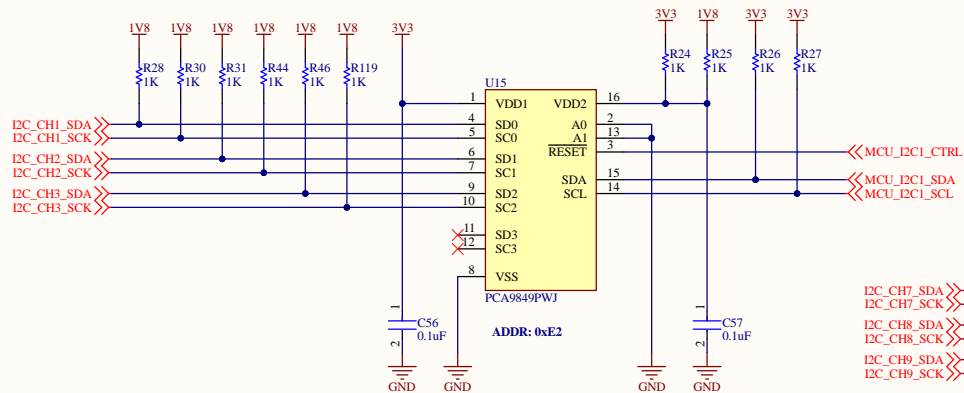 1V8 1V8 1V8 1V8 1V8 1V8 3V3 3V3 1V8 3V3 3V3
R28 R30 R31 R44 R46 R119 R24 R25 R26 R27
1K 1K 1K 1K 1K 1K 1K 1K 1K 1K
U15
1 VDD1 VDD2 16
I2C_CH1_SDA 4 SD0 A0 2
I2C_CH1_SCK 5 SC0 A1 13
RESET 3 MCU_I2C1_CTRL
I2C_CH2_SDA 6 SD1
I2C_CH2_SCK 7 SC1 SDA 15 MCU_I2C1_SDA
I2C_CH3_SDA 9 SD2 SCL 14 MCU_I2C1_SCL
I2C_CH3_SCK 10 SC2
11 SD3
12 SC3
8 VSS
PCA9849PWJ
I2C_CH7_SDA
I2C_CH7_SCK
1 C56 1 C57
2 0.1uF 2 0.1uF
ADDR: 0xE2
I2C_CH8_SDA
I2C_CH8_SCK
I2C_CH9_SDA
I2C_CH9_SCK
GND GND GND GND